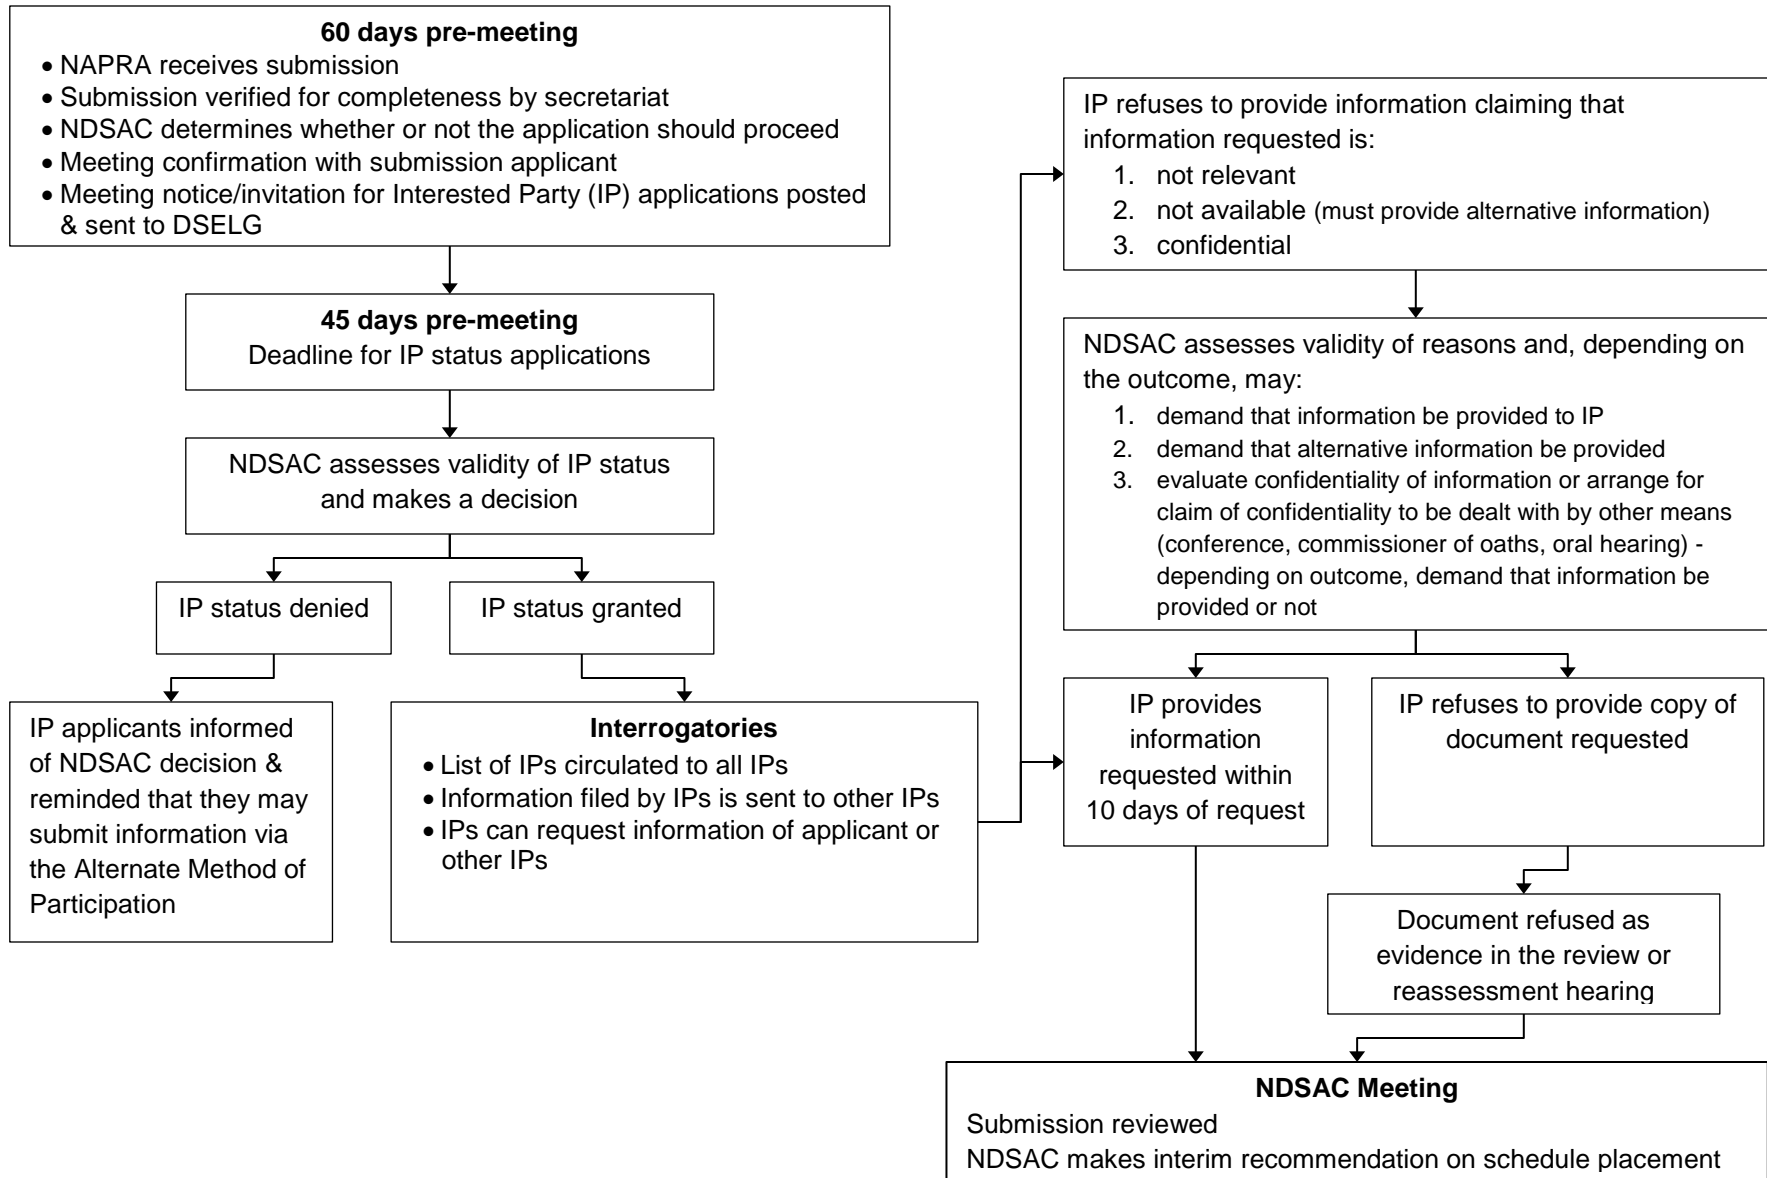 60 days pre-meeting
• NAPRA receives submission
• Submission verified for completeness by secretariat
• NDSAC determines whether or not the application should proceed
• Meeting confirmation with submission applicant
• Meeting notice/invitation for Interested Party (IP) applications posted
& sent to DSELG
45 days pre-meeting
Deadline for IP status applications
NDSAC assesses validity of IP status
and makes a decision
IP status denied
IP status granted
IP applicants informed
of NDSAC decision &
reminded that they may
submit information via
the Alternate Method of
Participation
Interrogatories
• List of IPs circulated to all IPs
• Information filed by IPs is sent to other IPs
• IPs can request information of applicant or
other IPs
IP refuses to provide information claiming that
information requested is:
1. not relevant
2. not available (must provide alternative information)
3. confidential
NDSAC assesses validity of reasons and, depending on
the outcome, may:
1. demand that information be provided to IP
2. demand that alternative information be provided
3. evaluate confidentiality of information or arrange for
claim of confidentiality to be dealt with by other means
(conference, commissioner of oaths, oral hearing) -
depending on outcome, demand that information be
provided or not
IP provides
information
requested within
10 days of request
IP refuses to provide copy of
document requested
Document refused as
evidence in the review or
reassessment hearing
NDSAC Meeting
Submission reviewed
NDSAC makes interim recommendation on schedule placement